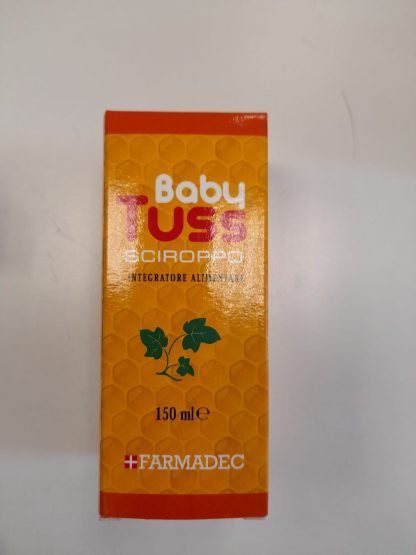 Baby
Tuss
SCIROPPO
INTEGRATORE ALIMENTARE
150 ml ℮
FARMADEC